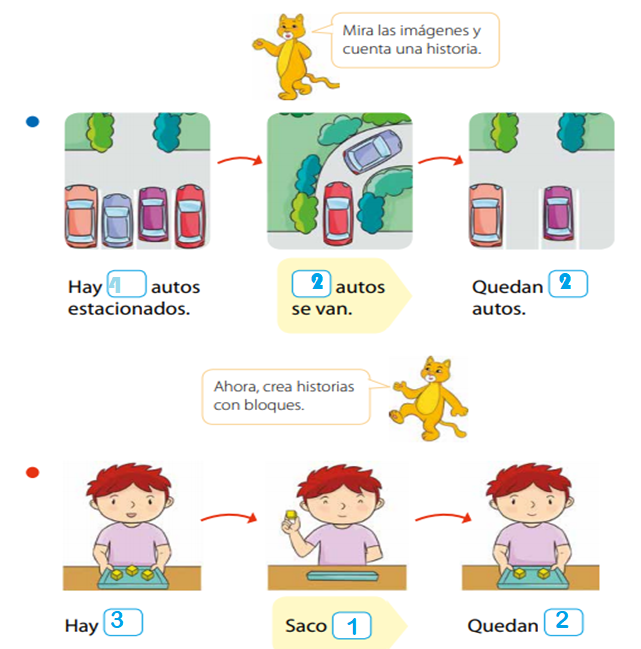 Mira las imágenes y
cuenta una historia.
Hay autos
estacionados.
2 autos
se van.
Quedan 2
autos.
Ahora, crea historias
con bloques.
Hay 3
Saco 1
Quedan 2